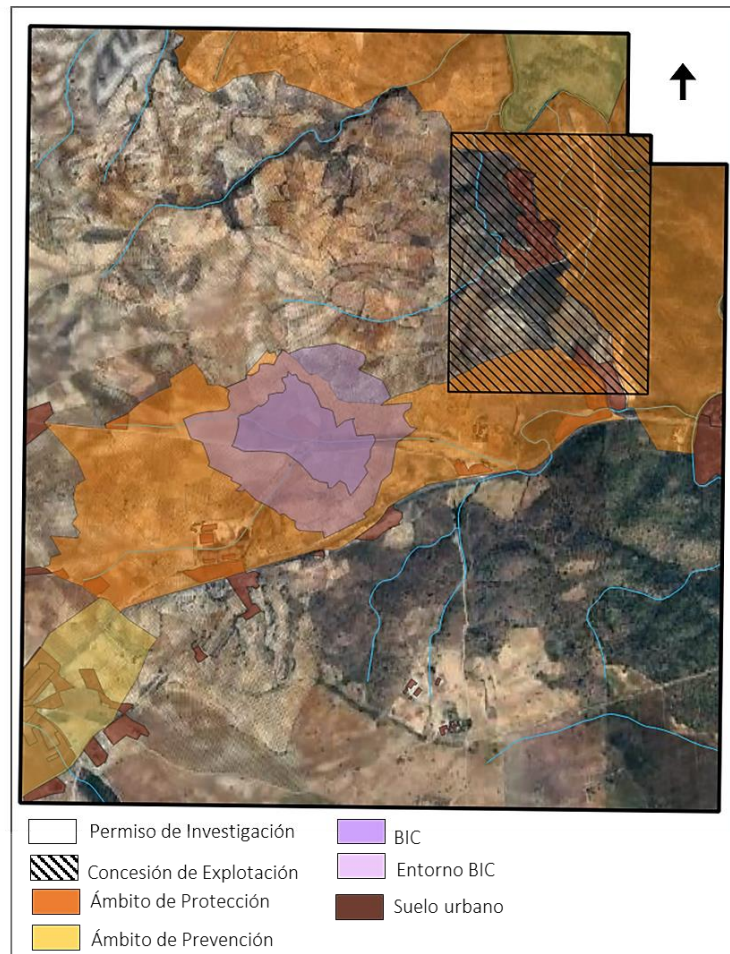 Permiso de Investigación
Concesión de Explotación
Ámbito de Protección
Ámbito de Prevención
BIC
Entorno BIC
Suelo urbano